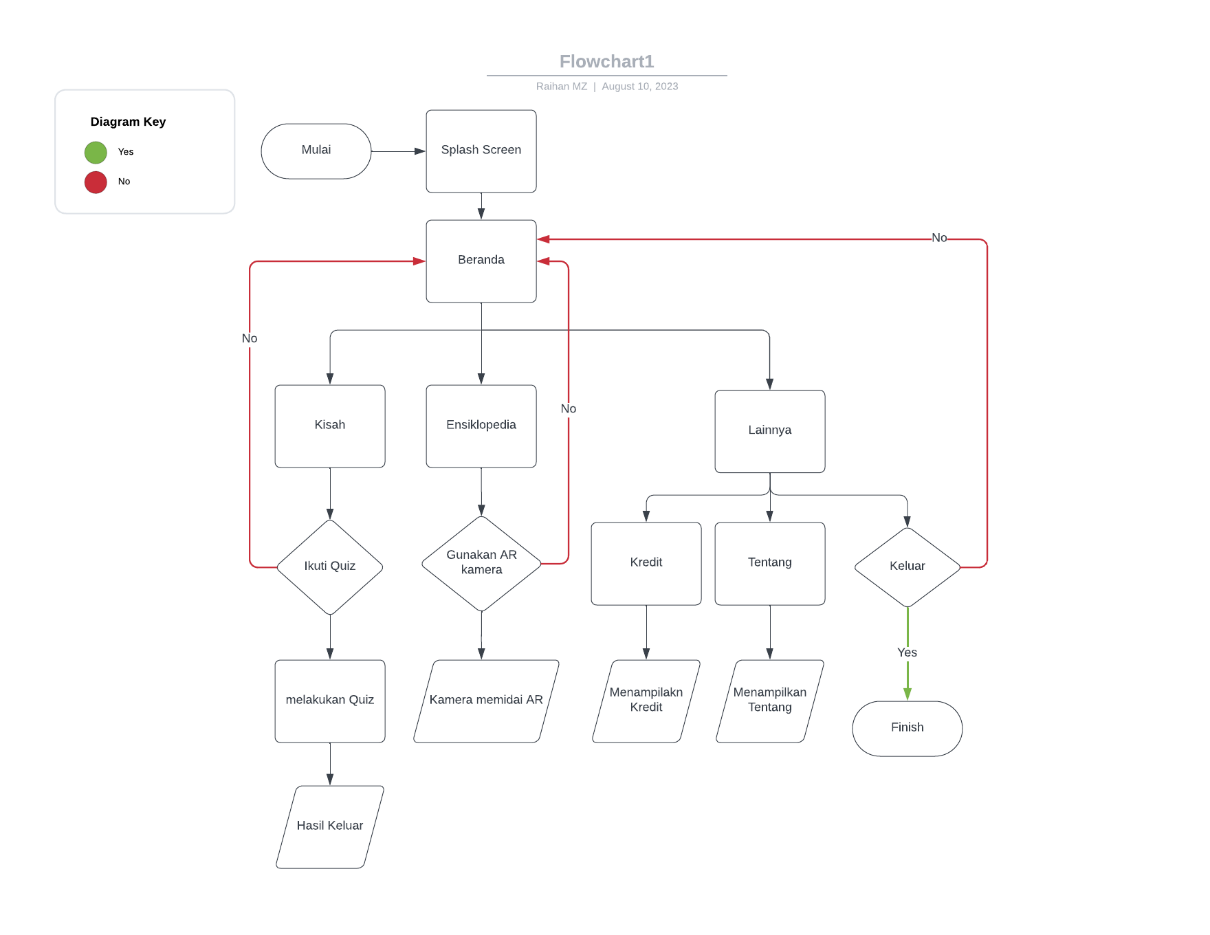 Flowchart1
Raihan MZ | August 10, 2023
Diagram Key
Yes
No
Mulai
Splash Screen
Beranda
No
No
No
Kisah
Ensiklopedia
Lainnya
Ikuti Quiz
Gunakan AR
kamera
Kredit
Tentang
Keluar
Yes
melakukan Quiz
Kamera memidai AR
Menampilakn
Kredit
Menampilkan
Tentang
Finish
Hasil Keluar